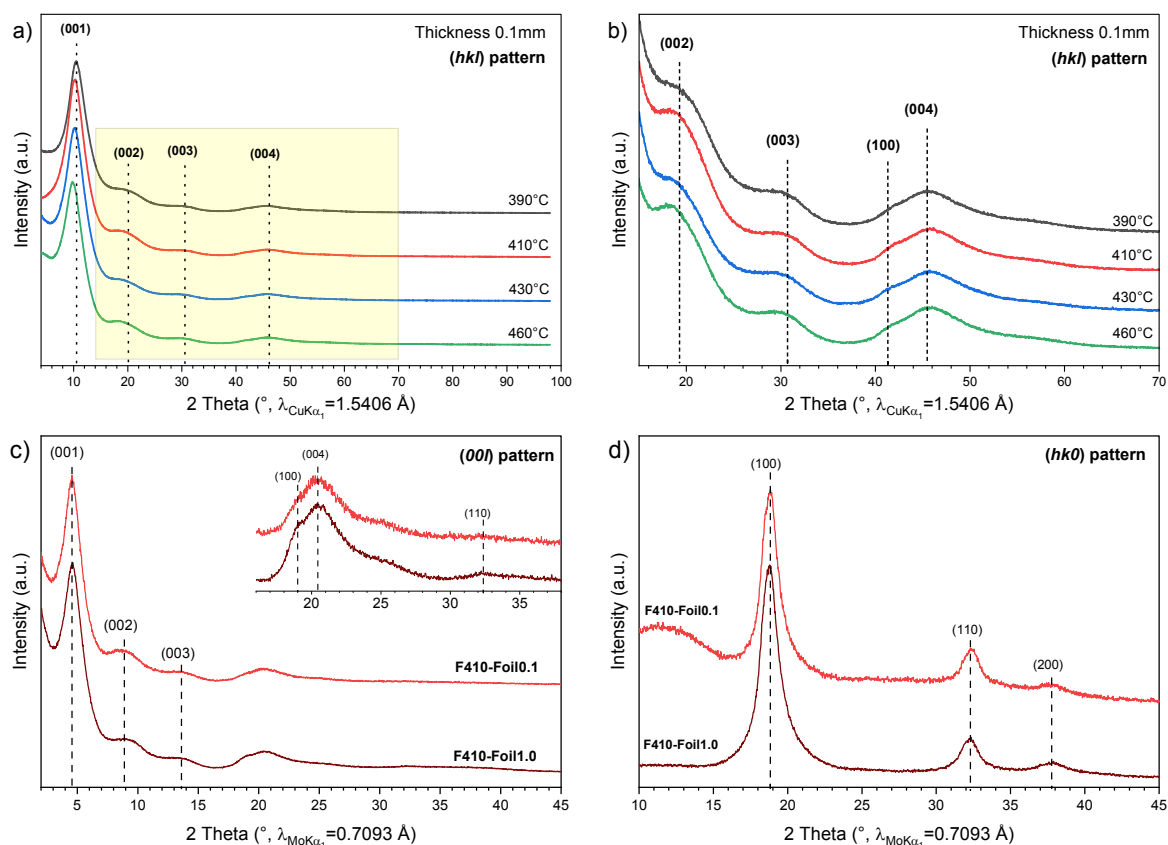 a)
(001)
Thickness 0.1mm
(hkl) pattern
(002)
(003)
(004)
390°C
410°C
430°C
460°C
Intensity (a.u.)
10 20 30 40 50 60 70 80 90 100
2 Theta (°, λCuKα1=1.5406 Å)
b)
Thickness 0.1mm
(hkl) pattern
(002)
(003)
(100)
(004)
390°C
410°C
430°C
460°C
Intensity (a.u.)
20 30 40 50 60 70
2 Theta (°, λCuKα1=1.5406 Å)
c)
(001)
(00l) pattern
(004)
(100)
(110)
20 25 30 35
(002)
(003)
F410-Foil0.1
F410-Foil1.0
Intensity (a.u.)
5 10 15 20 25 30 35 40 45
2 Theta (°, λMoKα1=0.7093 Å)
d)
(hk0) pattern
(100)
F410-Foil0.1
(110)
(200)
F410-Foil1.0
Intensity (a.u.)
10 15 20 25 30 35 40 45
2 Theta (°, λMoKα1=0.7093 Å)